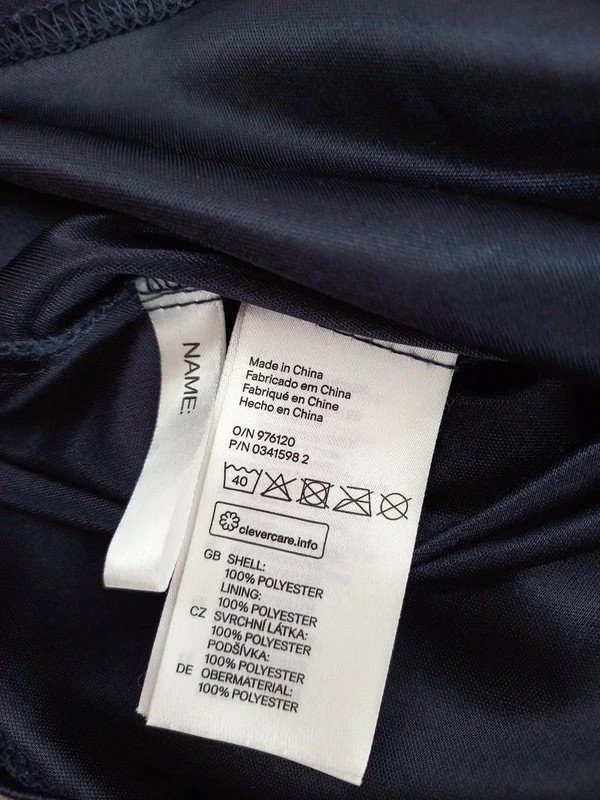 NAME:
Made in China
Fabricado em China
Fabriqué en Chine
Hecho en China
O/N 976120
P/N 0341598 2
40
clevercare.info
GB SHELL:
100% POLYESTER
LINING:
100% POLYESTER
CZ SVRCHNÍ LÁTKA:
100% POLYESTER
PODŠÍVKA:
100% POLYESTER
DE OBERMATERIAL:
100% POLYESTER